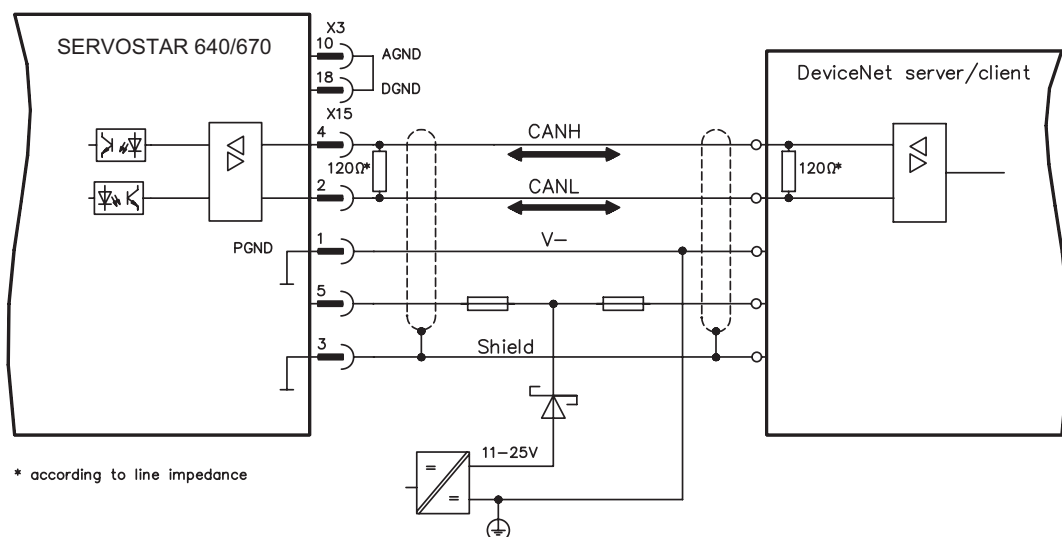 SERVOSTAR 640/670
X3
10
AGND
18
DGND
X15
4
CANH
120Ω*
2
CANL
1
PGND
V–
5
3
Shield
DeviceNet server/client
120Ω*
11–25V
=
=
* according to line impedance